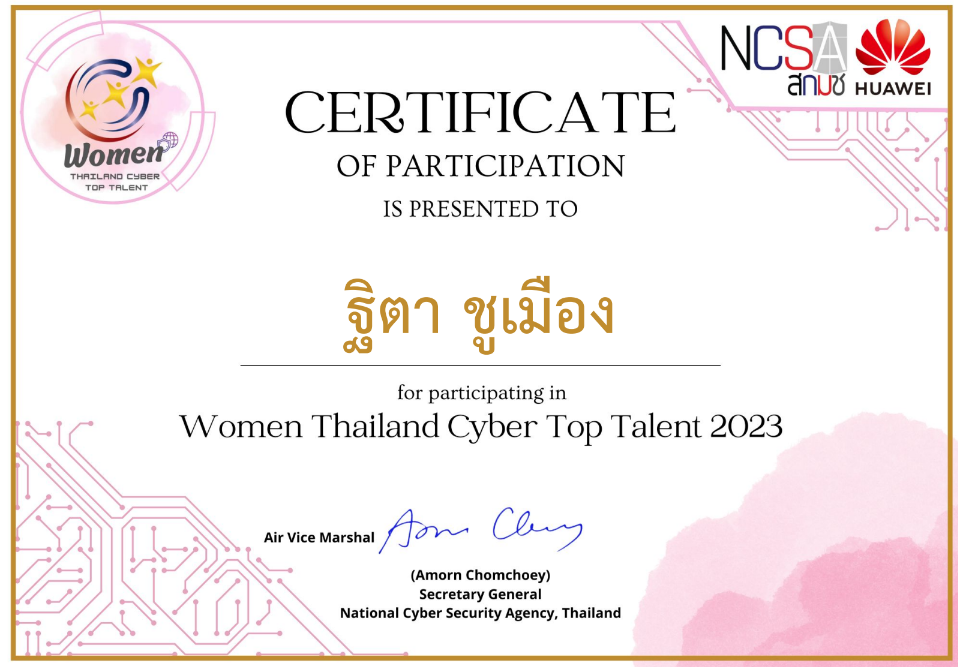 Women
THAILAND CYBER
TOP TALENT
NCSA
สกมช
HUAWEI
CERTIFICATE
OF PARTICIPATION
IS PRESENTED TO
ฐิตา ชูเมือง
for participating in
Women Thailand Cyber Top Talent 2023
Air Vice Marshal
(Amorn Chomchoey)
Secretary General
National Cyber Security Agency, Thailand